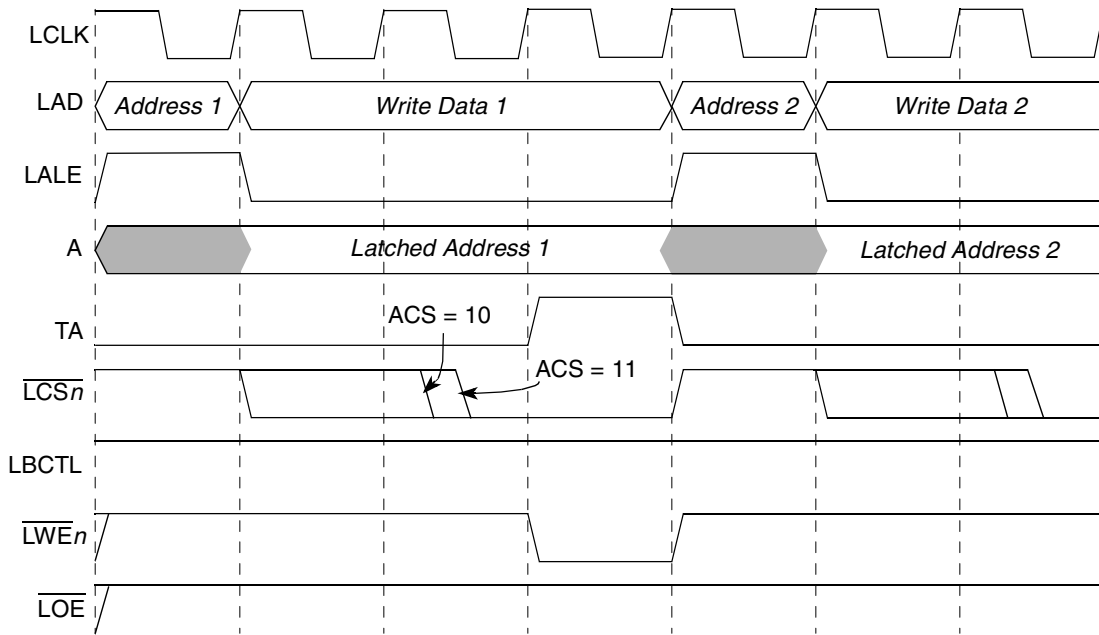 LCLK
LAD Address 1 Write Data 1 Address 2 Write Data 2
LALE
A Latched Address 1 Latched Address 2
ACS = 10
TA
ACS = 11
LCSn
LBCTL
LWEn
LOE